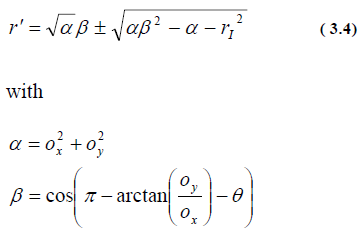 r′ = √α β ± √(αβ² − α − r_I²) ( 3.4)
with
α = o_x² + o_y²
β = cos(π − arctan(o_y / o_x) − θ)